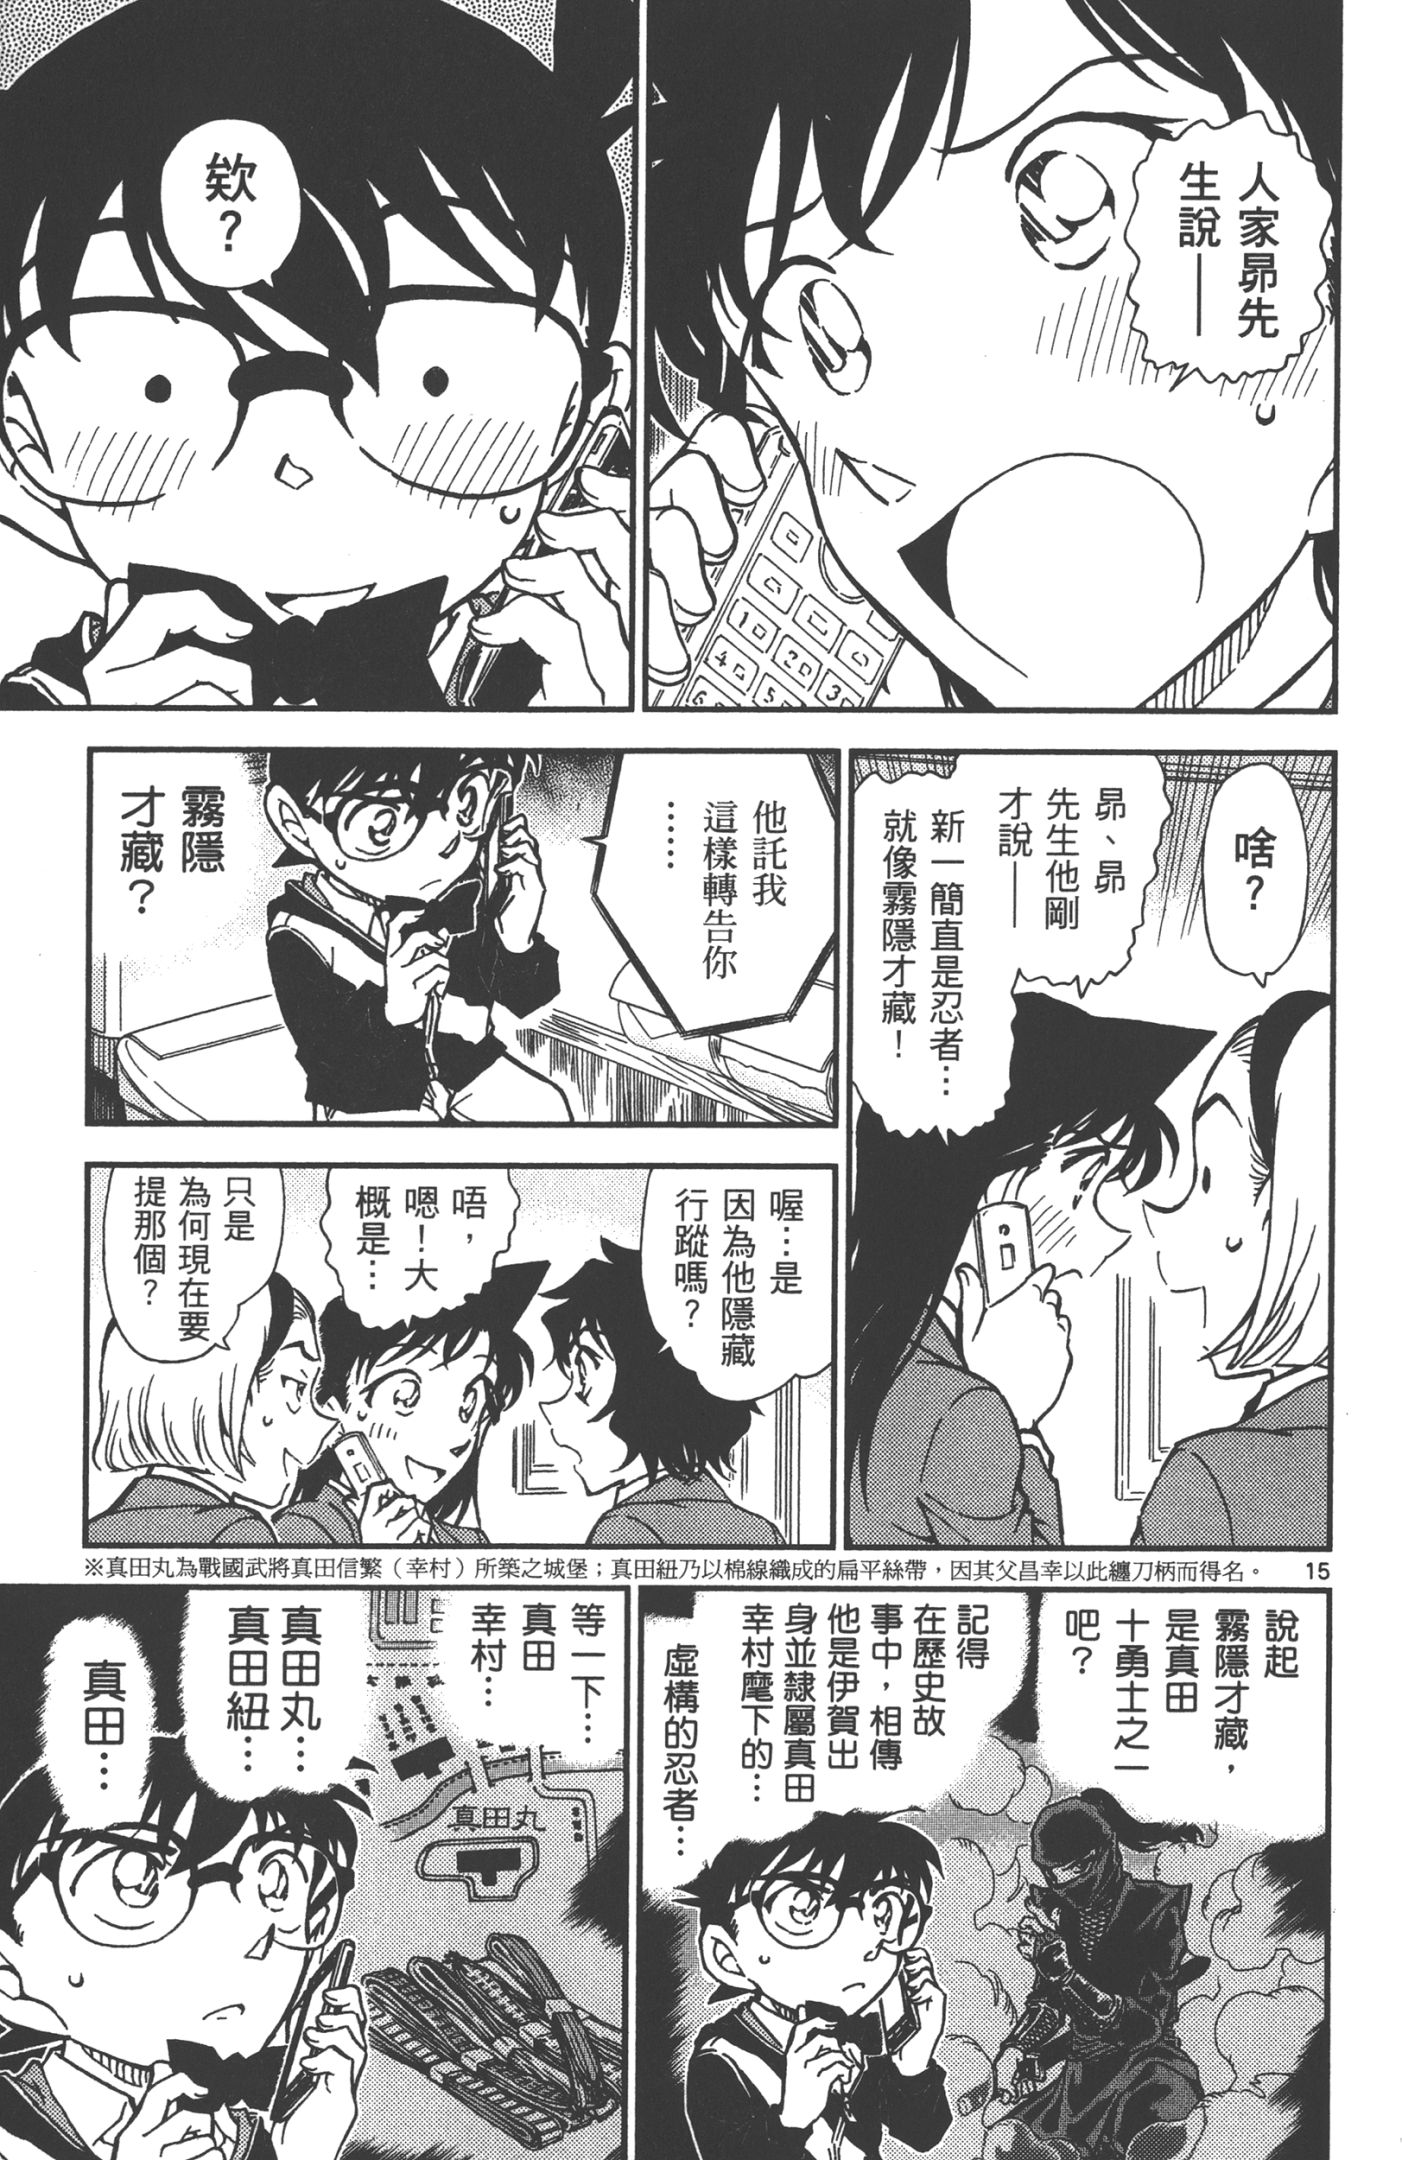 人家昴先
生說——
欸？
啥？
昴、昴
先生他剛
才說——
新一簡直是忍者…
就像霧隱才藏！
他託我
這樣轉告你
……
霧隱
才藏？
喔…是
因為他隱藏
行蹤嗎？
唔，
嗯！大
概是…
只是
為何現在要
提那個？
※真田丸為戰國武將真田信繁（幸村）所築之城堡；真田紐乃以棉線織成的扁平絲帶，因其父昌幸以此纏刀柄而得名。
15
說起
霧隱才藏，
是真田
十勇士之一
吧？
記得
在歷史故
事中，相傳
他是伊賀出
身並隸屬真田
幸村麾下的…
虛構的忍者…
等一下…
真田
幸村…
真田丸…
真田紐…
真田…
真田丸
1
2
3
4
5
6